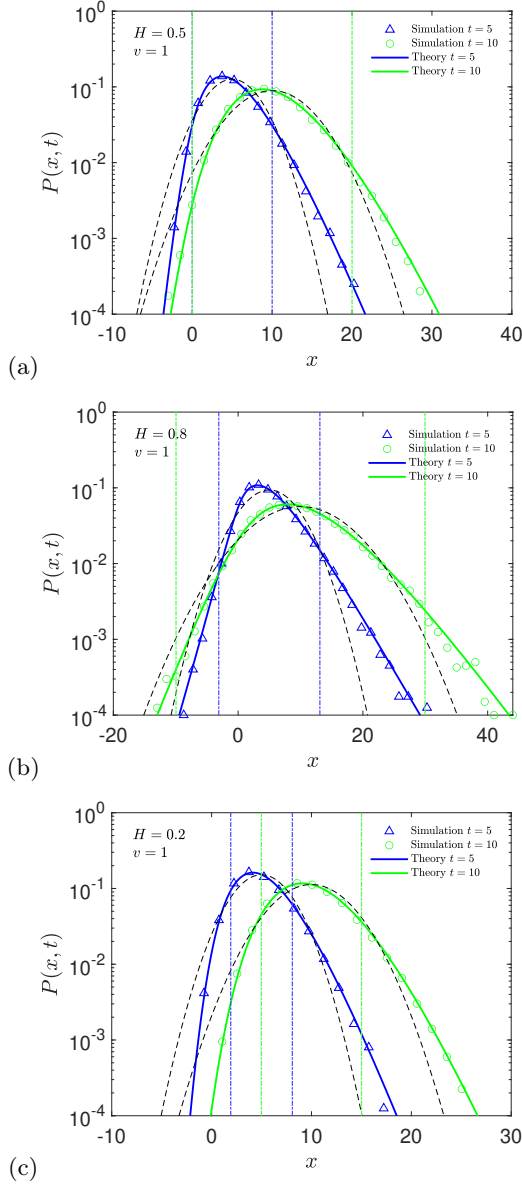 10^0
H = 0.5
v = 1
Simulation t = 5
Simulation t = 10
Theory t = 5
Theory t = 10
10^-1
P(x, t)
10^-2
10^-3
10^-4
-10 0 10 20 30 40
x
(a)
10^0
H = 0.8
v = 1
Simulation t = 5
Simulation t = 10
Theory t = 5
Theory t = 10
10^-1
P(x, t)
10^-2
10^-3
10^-4
-20 0 20 40
x
(b)
10^0
H = 0.2
v = 1
Simulation t = 5
Simulation t = 10
Theory t = 5
Theory t = 10
10^-1
P(x, t)
10^-2
10^-3
10^-4
-10 0 10 20 30
x
(c)